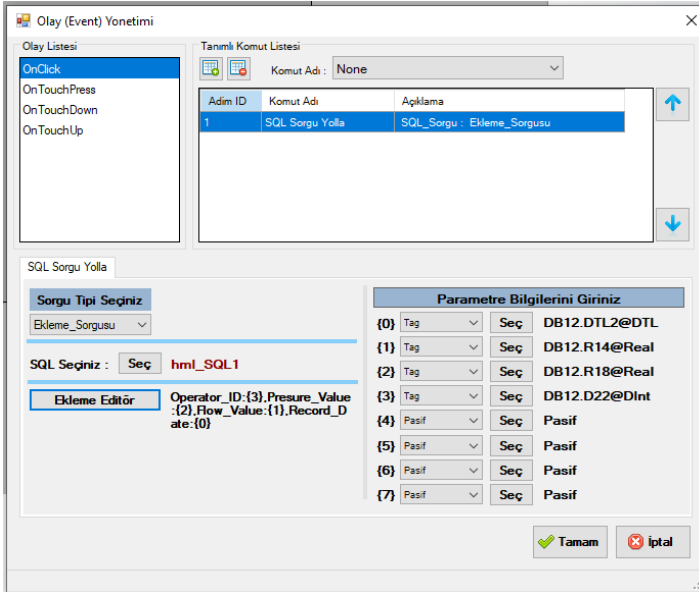 Olay (Event) Yonetimi
Olay Listesi
OnClick
OnTouchPress
OnTouchDown
OnTouchUp
Tanımlı Komut Listesi
Komut Adı : None
Adim ID Komut Adı Açıklama
1 SQL Sorgu Yolla SQL_Sorgu : Ekleme_Sorgusu
SQL Sorgu Yolla
Sorgu Tipi Seçiniz
Ekleme_Sorgusu
SQL Seçiniz : Seç hml_SQL1
Ekleme Editör
Operator_ID:{3},Presure_Value
:{2},Flow_Value:{1},Record_D
ate:{0}
Parametre Bilgilerini Giriniz
{0} Tag Seç DB12.DTL2@DTL
{1} Tag Seç DB12.R14@Real
{2} Tag Seç DB12.R18@Real
{3} Tag Seç DB12.D22@DInt
{4} Pasif Seç Pasif
{5} Pasif Seç Pasif
{6} Pasif Seç Pasif
{7} Pasif Seç Pasif
Tamam
İptal